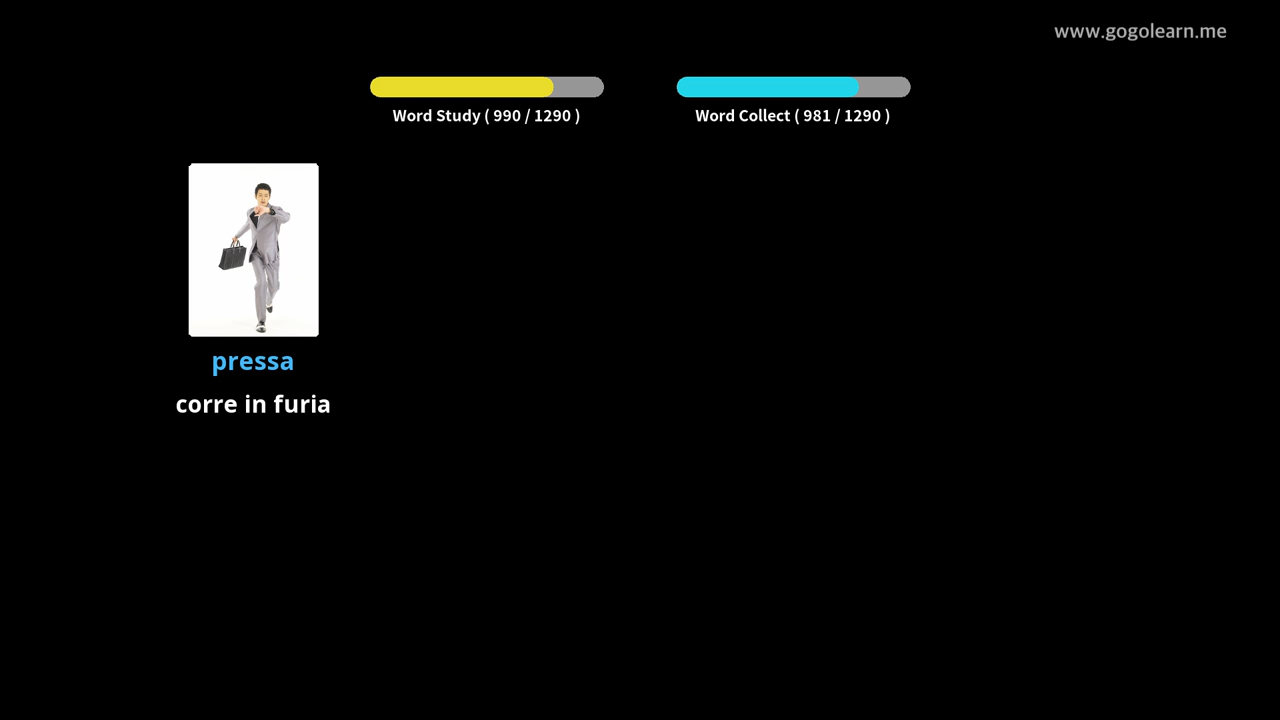 www.gogolearn.me
Word Study ( 990 / 1290 )
Word Collect ( 981 / 1290 )
pressa
corre in furia